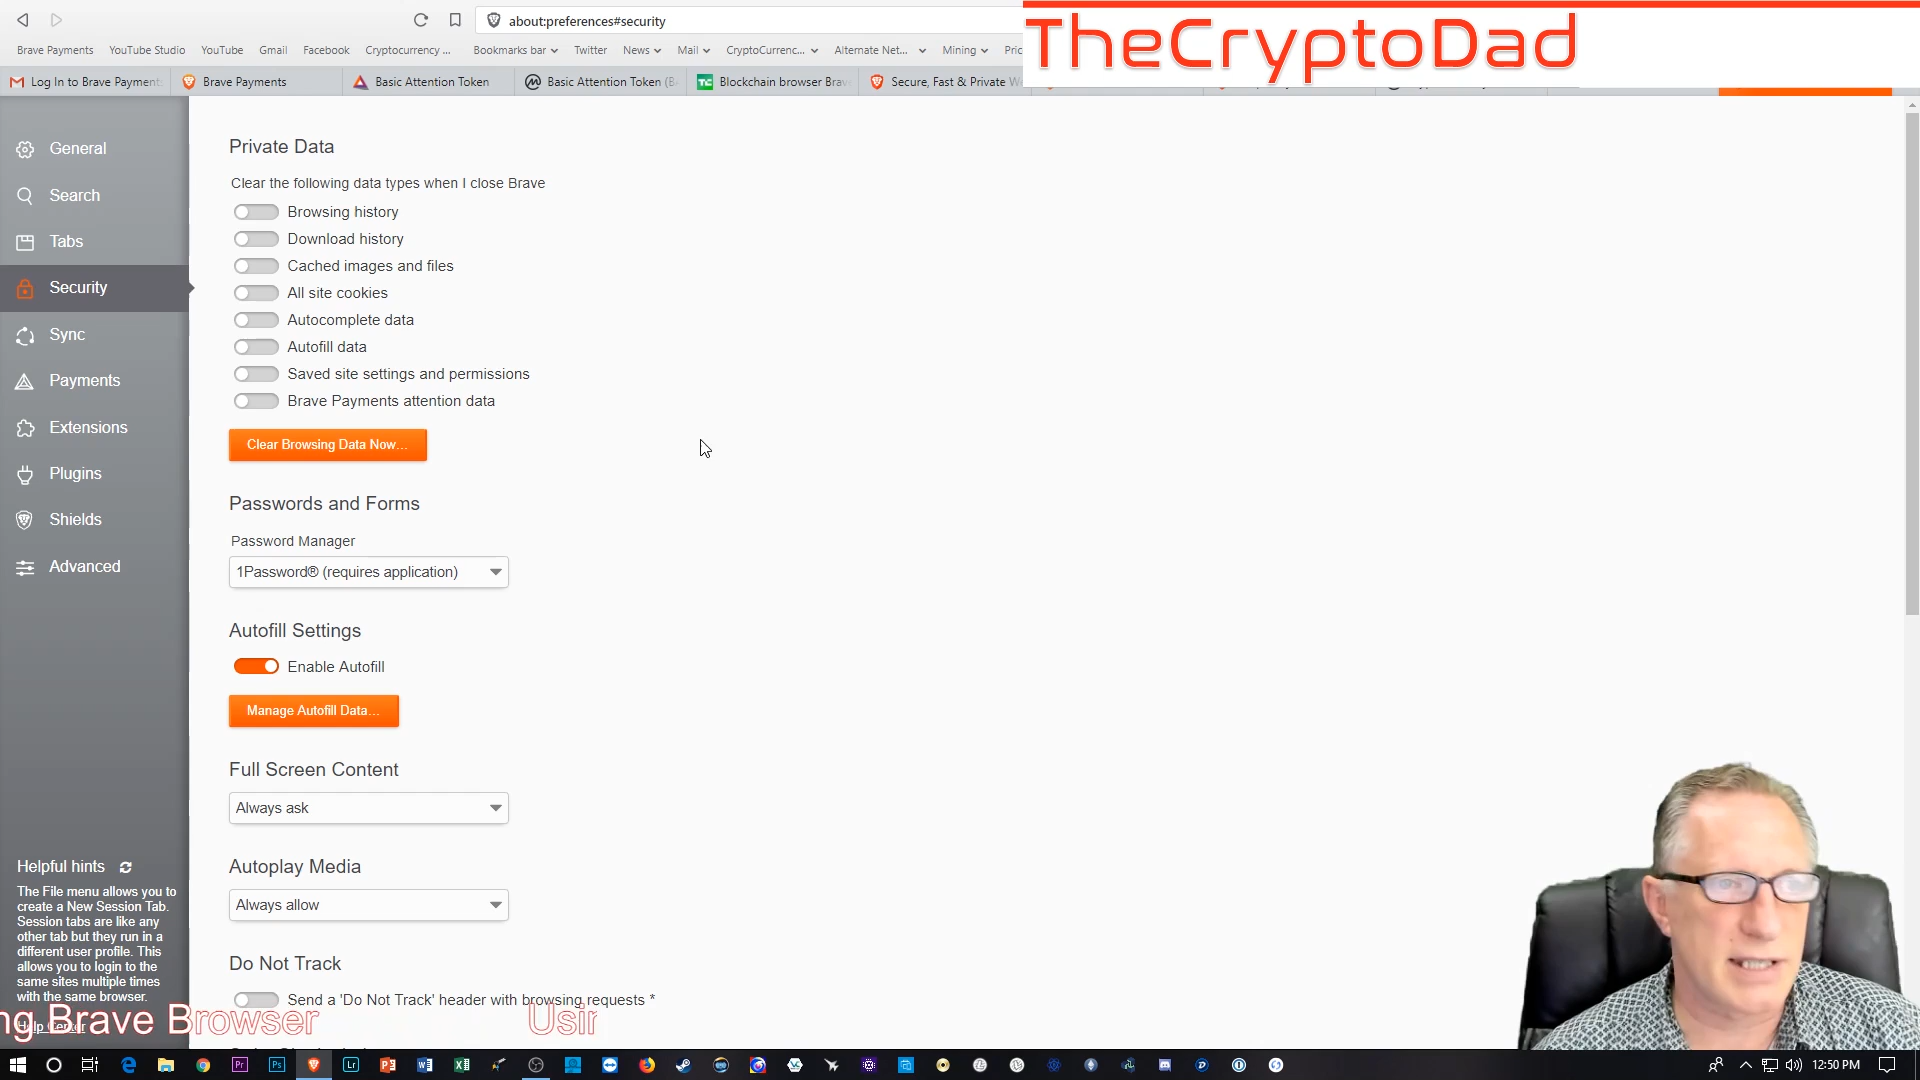 about:preferences#security
TheCryptoDad
Brave Payments YouTube Studio YouTube Gmail Facebook Cryptocurrency ... Bookmarks bar Twitter News Mail CryptoCurrenc... Alternate Net... Mining
Log In to Brave Payment Brave Payments Basic Attention Token Basic Attention Token (B Blockchain browser Brav Secure, Fast & Private W
General
Search
Tabs
Security
Sync
Payments
Extensions
Plugins
Shields
Advanced
Private Data
Clear the following data types when I close Brave
Browsing history
Download history
Cached images and files
All site cookies
Autocomplete data
Autofill data
Saved site settings and permissions
Brave Payments attention data
Clear Browsing Data Now...
Passwords and Forms
Password Manager
1Password® (requires application)
Autofill Settings
Enable Autofill
Manage Autofill Data...
Full Screen Content
Always ask
Autoplay Media
Always allow
Do Not Track
Send a 'Do Not Track' header with browsing requests *
Helpful hints
The File menu allows you to
create a New Session Tab.
Session tabs are like any
other tab but they run in a
different user profile. This
allows you to login to the
same sites multiple times
with the same browser.
Help Center
ng Brave Browser Usin
12:50 PM